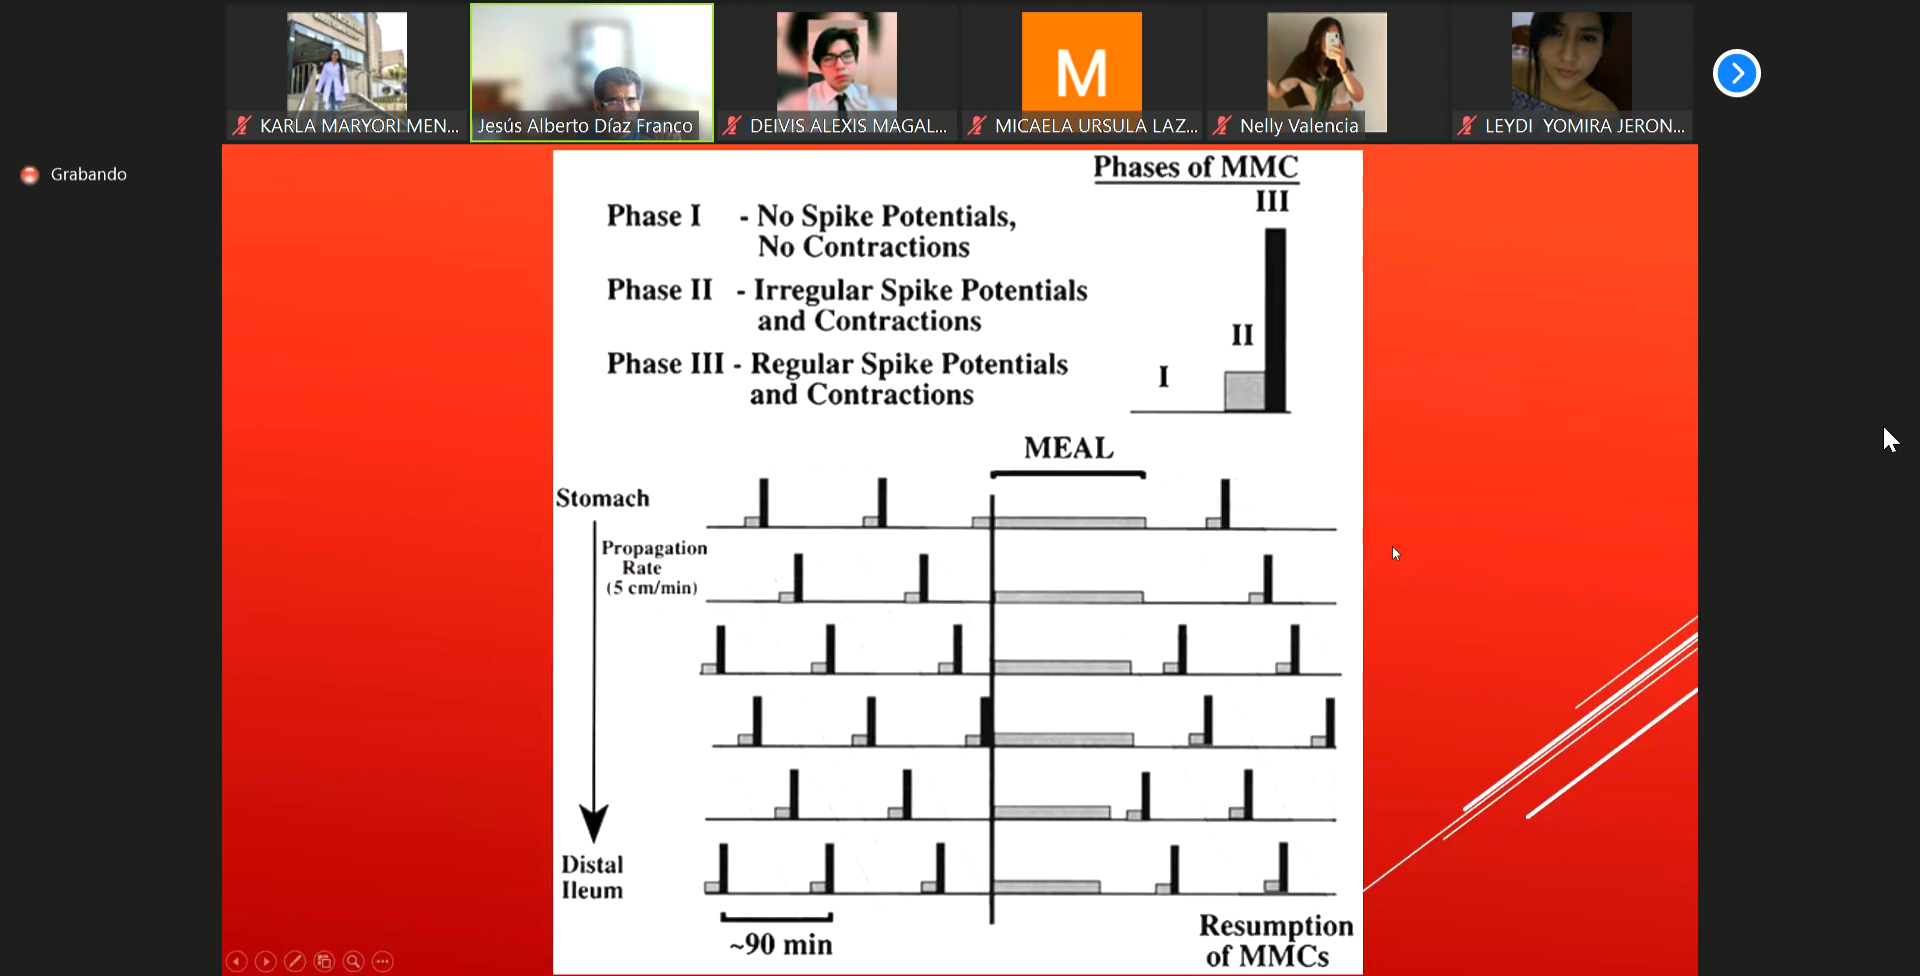 KARLA MARYORI MEN...
Jesús Alberto Díaz Franco
DEIVIS ALEXIS MAGAL...
M
MICAELA URSULA LAZ...
Nelly Valencia
LEYDI YOMIRA JERON...
Grabando
Phases of MMC
III
Phase I - No Spike Potentials,
No Contractions
Phase II - Irregular Spike Potentials
and Contractions
II
Phase III - Regular Spike Potentials
and Contractions
I
MEAL
Stomach
Propagation
Rate
(5 cm/min)
Distal
Ileum
~90 min
Resumption
of MMCs